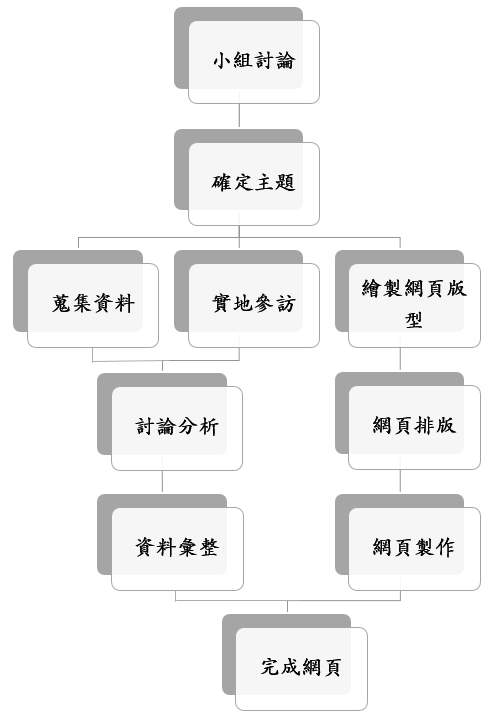 小組討論
確定主題
蒐集資料
實地參訪
繪製網頁版
型
討論分析
網頁排版
資料彙整
網頁製作
完成網頁